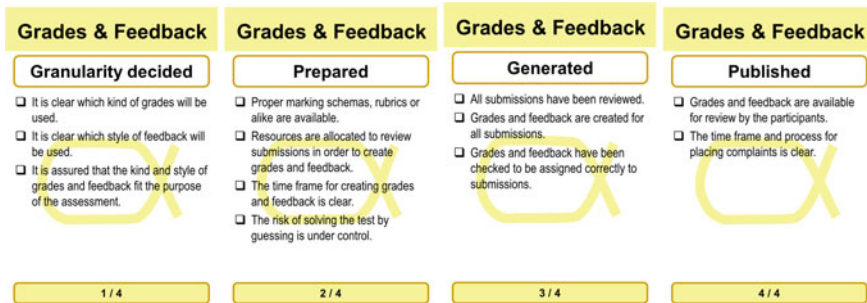 Grades & Feedback
Granularity decided
❑ It is clear which kind of grades will be
used.
❑ It is clear which style of feedback will
be used.
❑ It is assured that the kind and style of
grades and feedback fit the purpose
of the assessment.
1 / 4
Grades & Feedback
Prepared
❑ Proper marking schemas, rubrics or
alike are available.
❑ Resources are allocated to review
submissions in order to create
grades and feedback.
❑ The time frame for creating grades
and feedback is clear.
❑ The risk of solving the test by
guessing is under control.
2 / 4
Grades & Feedback
Generated
❑ All submissions have been reviewed.
❑ Grades and feedback are created for
all submissions.
❑ Grades and feedback have been
checked to be assigned correctly to
submissions.
3 / 4
Grades & Feedback
Published
❑ Grades and feedback are available
for review by the participants.
❑ The time frame and process for
placing complaints is clear.
4 / 4